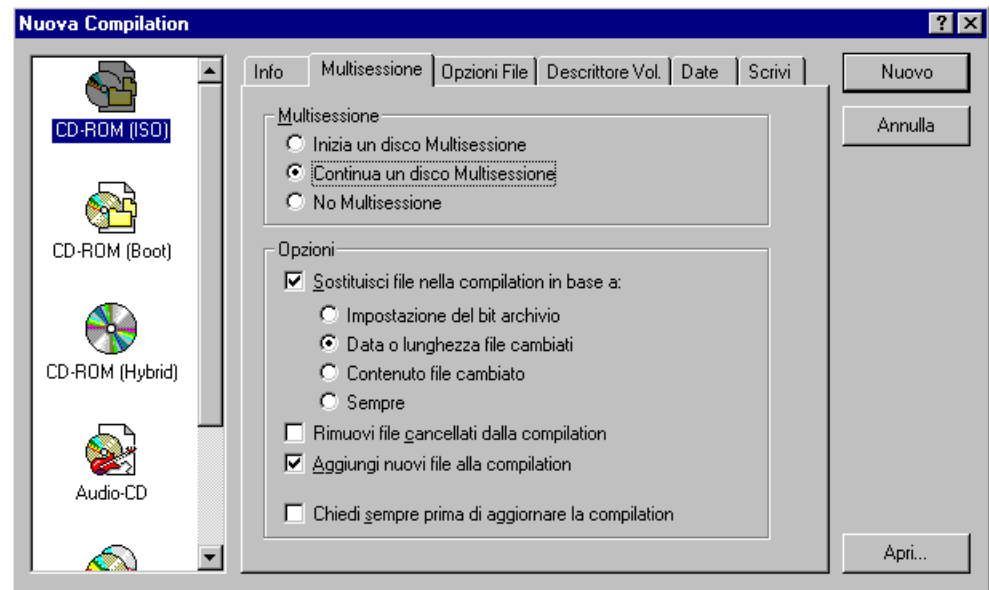 Nuova Compilation
CD-ROM (ISO)
CD-ROM (Boot)
CD-ROM (Hybrid)
Audio-CD
Info
Multisessione
Opzioni File
Descrittore Vol.
Date
Scrivi
Multisessione
Inizia un disco Multisessione
Continua un disco Multisessione
No Multisessione
Opzioni
Sostituisci file nella compilation in base a:
Impostazione del bit archivio
Data o lunghezza file cambiati
Contenuto file cambiato
Sempre
Rimuovi file cancellati dalla compilation
Aggiungi nuovi file alla compilation
Chiedi sempre prima di aggiornare la compilation
Nuovo
Annulla
Apri...